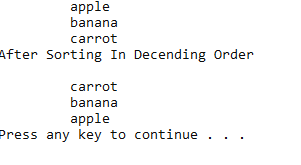 apple
banana
carrot
After Sorting In Decending Order
carrot
banana
apple
Press any key to continue . . .